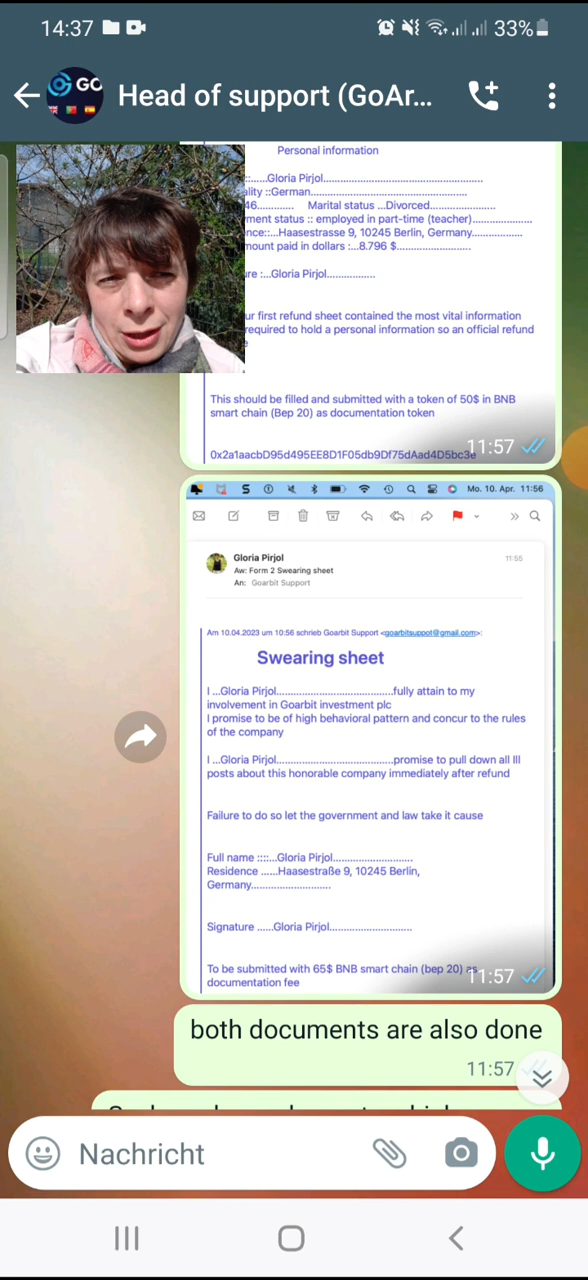 14:37
33%
GO
Head of support (GoAr...
Personal information
::......Gloria Pirjol.....................................................
ality ::German....................................................
46............. Marital status ...Divorced......................
ment status :: employed in part-time (teacher)....................
nce::...Haasestrasse 9, 10245 Berlin, Germany.................
mount paid in dollars :...8.796 $.........................
ure :...Gloria Pirjol................
ur first refund sheet contained the most vital information
required to hold a personal information so an official refund
e
This should be filled and submitted with a token of 50$ in BNB
smart chain (Bep 20) as documentation token
0x2a1aacbD95d495EE8D1F05db9Df75dAad4D5bc3e
11:57
Mo. 10. Apr. 11:56
Gloria Pirjol
11:55
Aw: Form 2 Swearing sheet
An: Goarbit Support
Am 10.04.2023 um 10:56 schrieb Goarbit Support <goarbitsuppot@gmail.com>:
Swearing sheet
I ...Gloria Pirjol...........................................fully attain to my
involvement in Goarbit investment plc
I promise to be of high behavioral pattern and concur to the rules
of the company
I ...Gloria Pirjol...........................................promise to pull down all Ill
posts about this honorable company immediately after refund
Failure to do so let the government and law take it cause
Full name ::::...Gloria Pirjol..........................
Residence ......Haasestraße 9, 10245 Berlin,
Germany..........................
Signature ......Gloria Pirjol............................
To be submitted with 65$ BNB smart chain (bep 20) as
documentation fee
11:57
both documents are also done
11:57
Nachricht